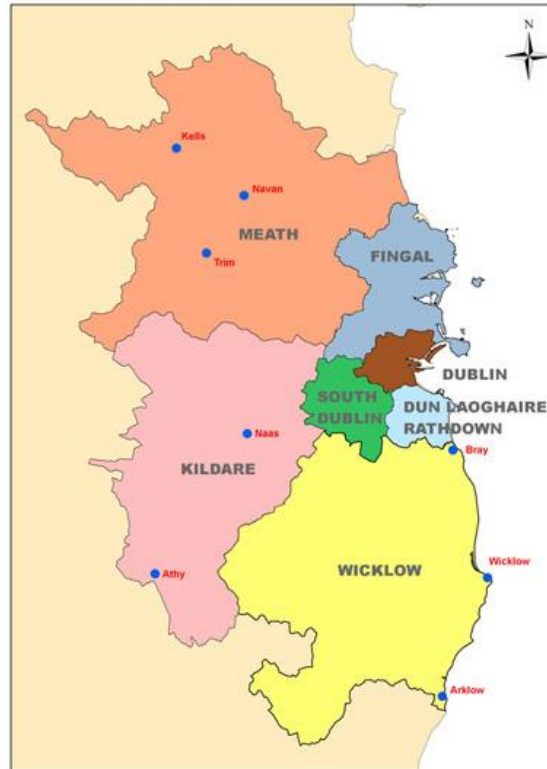 N
Kells
Navan
MEATH
Trim
FINGAL
DUBLIN
SOUTH
DUBLIN
DUN LAOGHAIRE
RATHDOWN
Naas
Bray
KILDARE
WICKLOW
Athy
Wicklow
Arklow